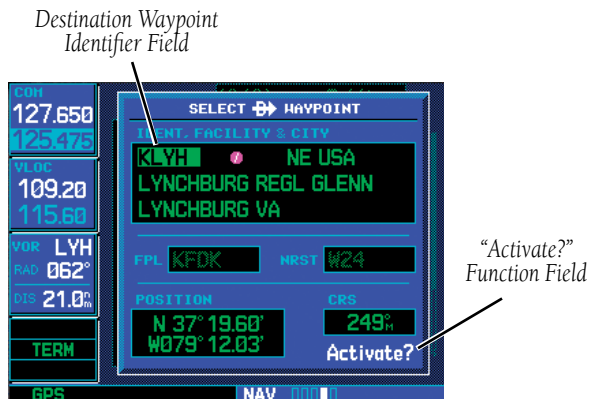 Destination Waypoint
Identifier Field
COM
127.650
125.475
VLOC
109.20
115.60
VOR LYH
RAD 062°
DIS 21.0nm
TERM
GPS
SELECT D WAYPOINT
IDENT, FACILITY & CITY
KLYH NE USA
LYNCHBURG REGL GLENN
LYNCHBURG VA
FPL KFDK NRST W24
POSITION CRS
N 37°19.60' 249°M
W079°12.03' Activate?
NAV
"Activate?"
Function Field